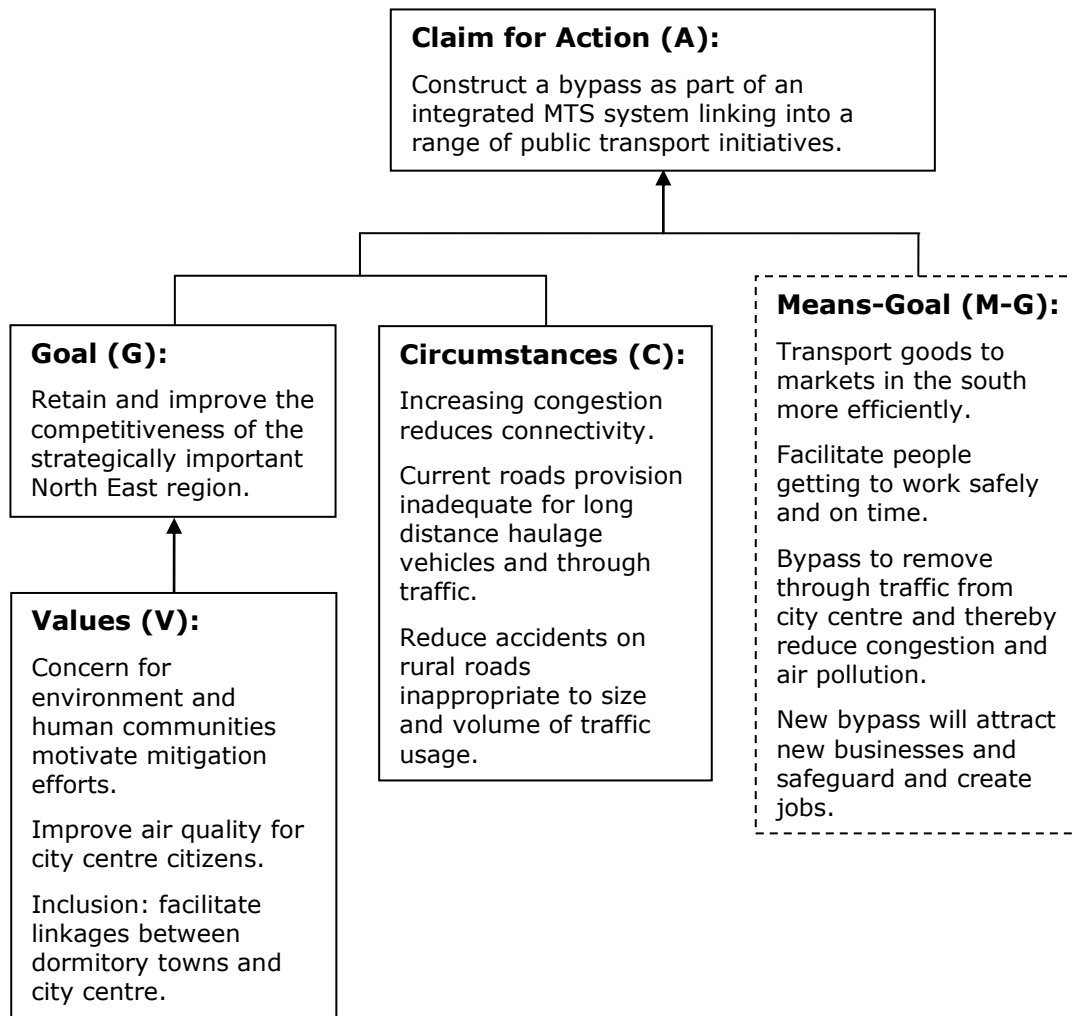 Claim for Action (A):
Construct a bypass as part of an
integrated MTS system linking into a
range of public transport initiatives.
Goal (G):
Retain and improve the
competitiveness of the
strategically important
North East region.
Values (V):
Concern for
environment and
human communities
motivate mitigation
efforts.
Improve air quality for
city centre citizens.
Inclusion: facilitate
linkages between
dormitory towns and
city centre.
Circumstances (C):
Increasing congestion
reduces connectivity.
Current roads provision
inadequate for long
distance haulage
vehicles and through
traffic.
Reduce accidents on
rural roads
inappropriate to size
and volume of traffic
usage.
Means-Goal (M-G):
Transport goods to
markets in the south
more efficiently.
Facilitate people
getting to work safely
and on time.
Bypass to remove
through traffic from
city centre and thereby
reduce congestion and
air pollution.
New bypass will attract
new businesses and
safeguard and create
jobs.